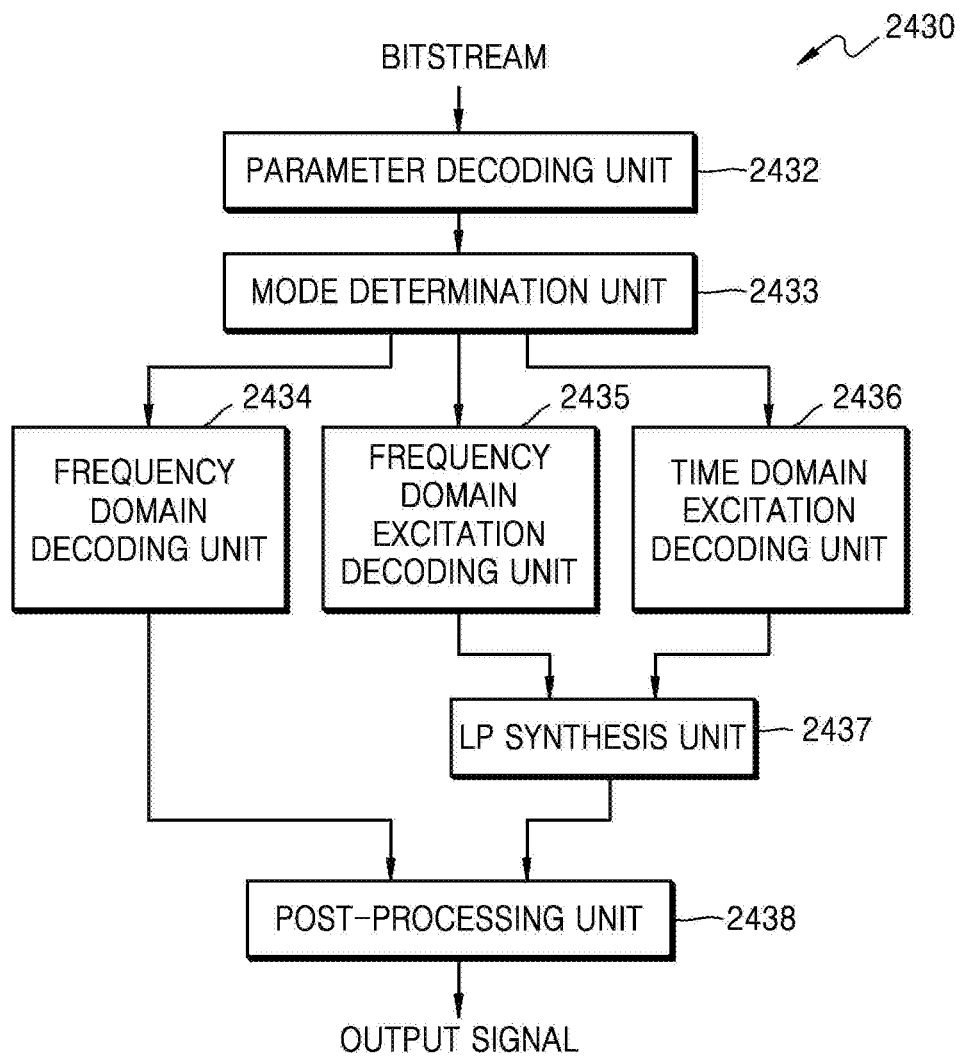 2430
BITSTREAM
PARAMETER DECODING UNIT
2432
MODE DETERMINATION UNIT
2433
2434
2435
2436
FREQUENCY
DOMAIN
DECODING UNIT
FREQUENCY
DOMAIN
EXCITATION
DECODING UNIT
TIME DOMAIN
EXCITATION
DECODING UNIT
LP SYNTHESIS UNIT
2437
POST-PROCESSING UNIT
2438
OUTPUT SIGNAL